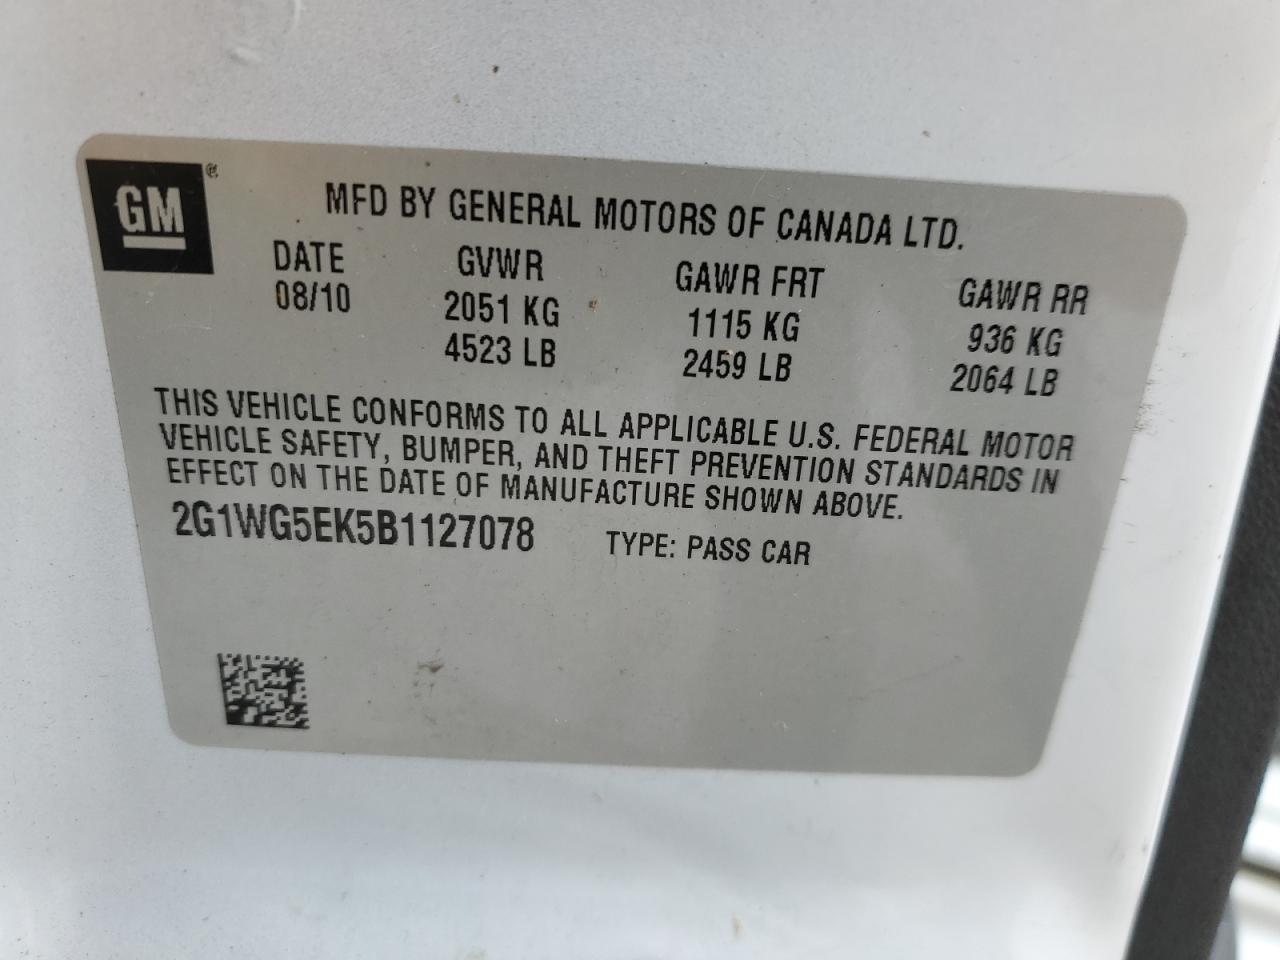 GM ®
MFD BY GENERAL MOTORS OF CANADA LTD.
DATE GVWR GAWR FRT GAWR RR
08/10 2051 KG 1115 KG 936 KG
4523 LB 2459 LB 2064 LB
THIS VEHICLE CONFORMS TO ALL APPLICABLE U.S. FEDERAL MOTOR
VEHICLE SAFETY, BUMPER, AND THEFT PREVENTION STANDARDS IN
EFFECT ON THE DATE OF MANUFACTURE SHOWN ABOVE.
2G1WG5EK5B1127078 TYPE: PASS CAR